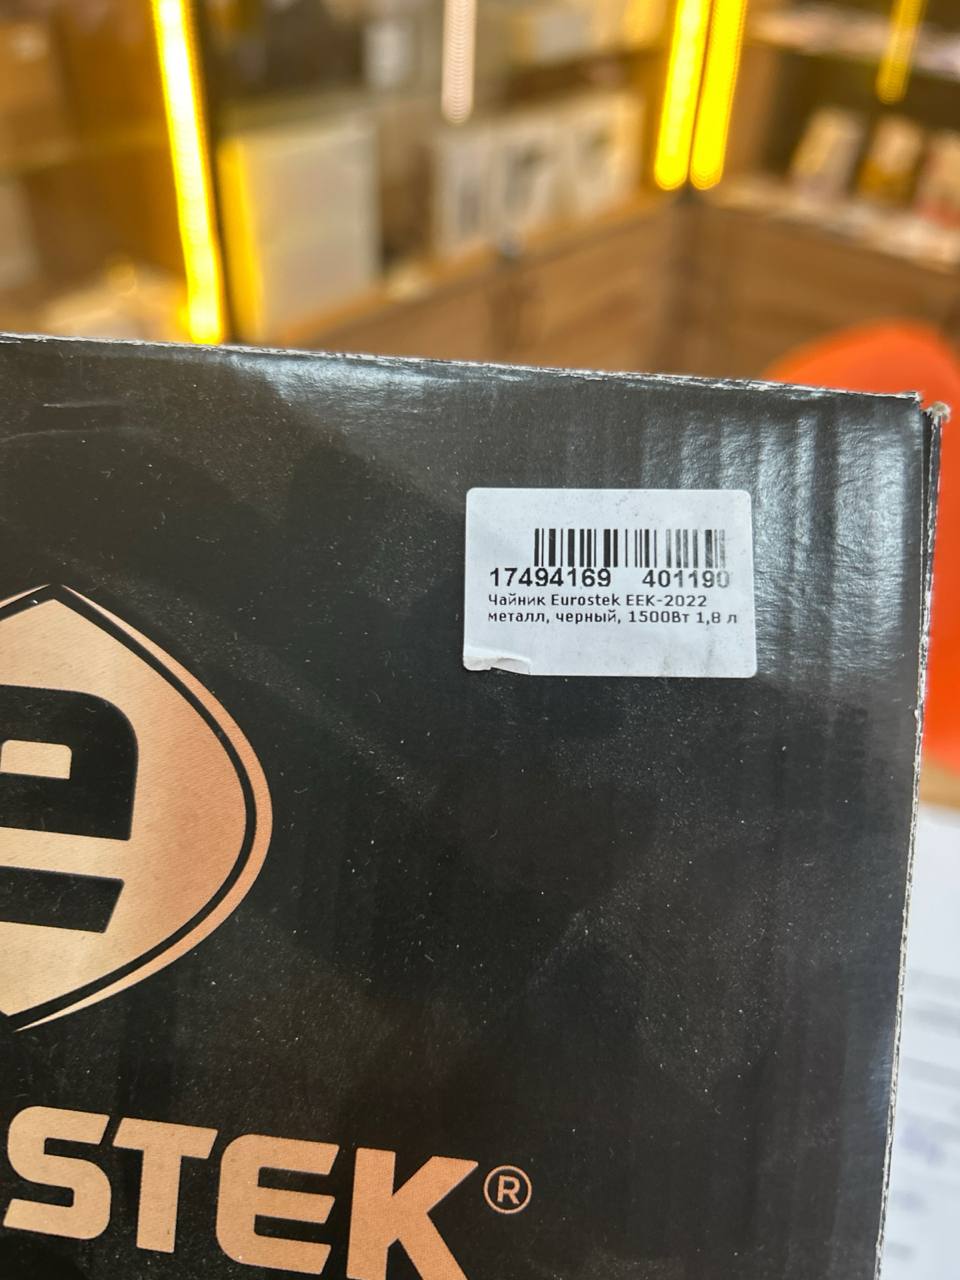 17494169 401190
Чайник Eurostek EEK-2022
металл, черный, 1500Вт 1,8 л
STEK®